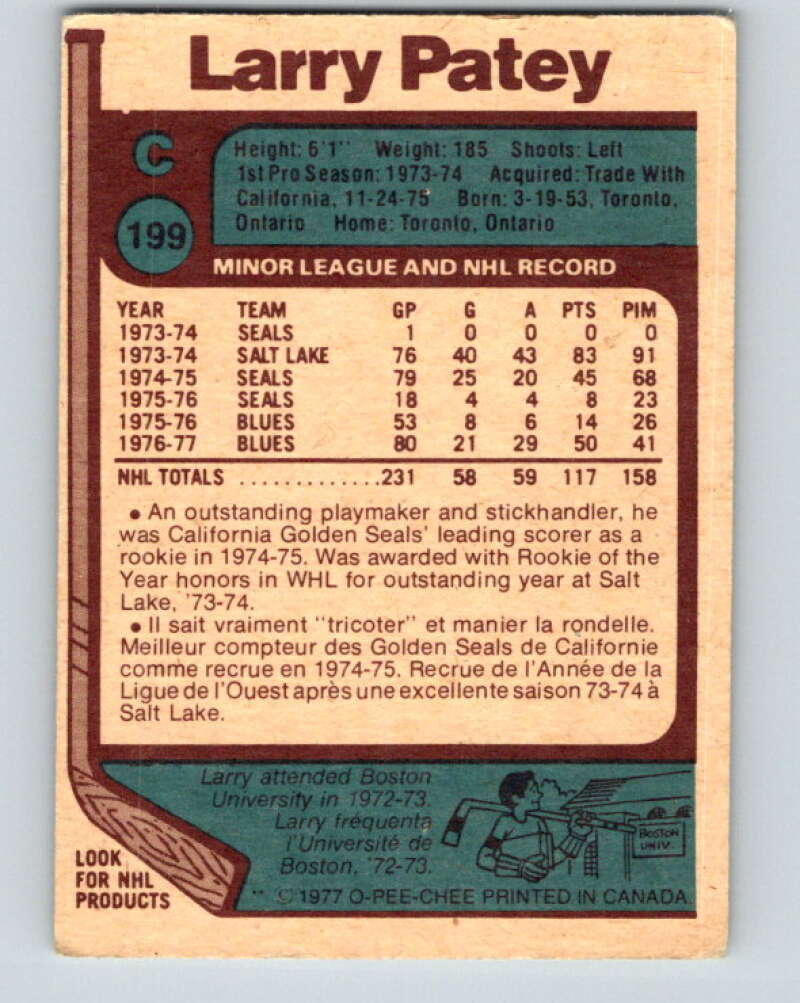 Larry Patey
C
199
Height: 6'1" Weight: 185 Shoots: Left
1st Pro Season: 1973-74 Acquired: Trade With
California, 11-24-75 Born: 3-19-53, Toronto,
Ontario Home: Toronto, Ontario
MINOR LEAGUE AND NHL RECORD
YEAR TEAM GP G A PTS PIM
1973-74 SEALS 1 0 0 0 0
1973-74 SALT LAKE 76 40 43 83 91
1974-75 SEALS 79 25 20 45 68
1975-76 SEALS 18 4 4 8 23
1975-76 BLUES 53 8 6 14 26
1976-77 BLUES 80 21 29 50 41
NHL TOTALS .............231 58 59 117 158
• An outstanding playmaker and stickhandler, he
was California Golden Seals' leading scorer as a
rookie in 1974-75. Was awarded with Rookie of the
Year honors in WHL for outstanding year at Salt
Lake, '73-74.
• Il sait vraiment "tricoter" et manier la rondelle.
Meilleur compteur des Golden Seals de Californie
comme recrue en 1974-75. Recrue de l'Année de la
Ligue de l'Ouest après une excellente saison 73-74 à
Salt Lake.
Larry attended Boston
University in 1972-73.
Larry fréquenta
l'Université de
Boston, '72-73.
BOSTON
UNIV.
LOOK
FOR NHL
PRODUCTS
** © 1977 O-PEE-CHEE PRINTED IN CANADA